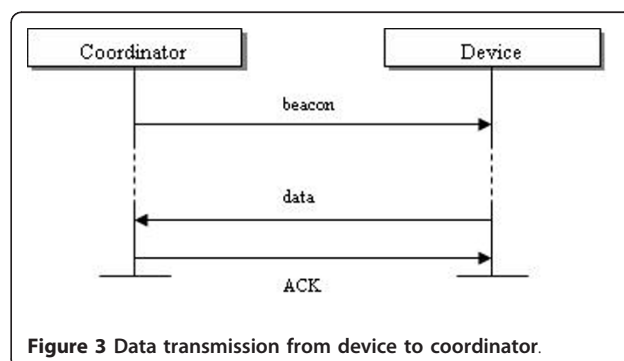 Coordinator
Device
beacon
data
ACK
Figure 3 Data transmission from device to coordinator.